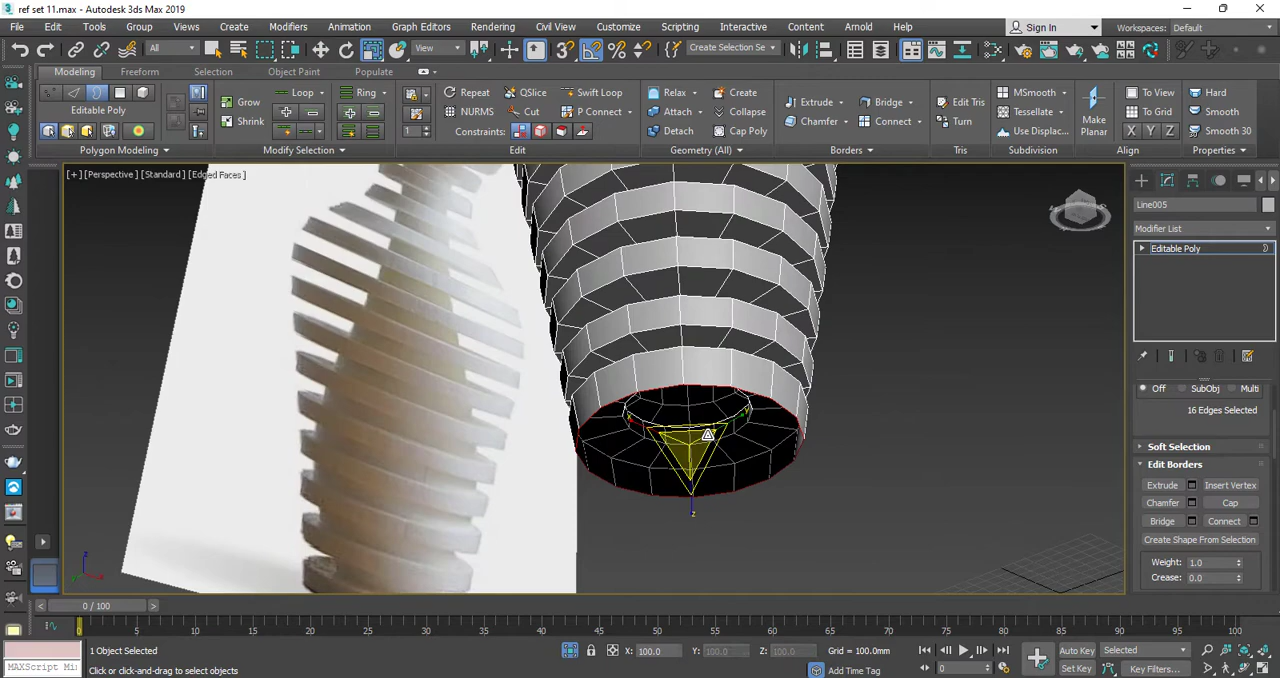 ref set 11.max - Autodesk 3ds Max 2019
File Edit Tools Group Views Create Modifiers Animation Graph Editors Rendering Civil View Customize Scripting Interactive Content Arnold Help
Sign In
Workspaces: Default
All
View
Create Selection Se
Modeling Freeform Selection Object Paint Populate
Editable Poly
Grow
Shrink
Loop Ring
Repeat QSlice Swift Loop
NURMS Cut P Connect
Constraints:
1
Relax Create
Attach Collapse
Detach Cap Poly
Extrude Bridge
Chamfer Connect
Edit Tris
Turn
MSmooth
Tessellate
Use Displac...
Make Planar
To View
To Grid
X Y Z
Hard
Smooth
Smooth 30
Polygon Modeling Modify Selection Edit Geometry (All) Borders Tris Subdivision Align Properties
[+] [Perspective] [Standard] [Edged Faces]
Line005
Modifier List
Editable Poly
Off SubObj Multi
16 Edges Selected
Soft Selection
Edit Borders
Extrude Insert Vertex
Chamfer Cap
Bridge Connect
Create Shape From Selection
Weight: 1.0
Crease: 0.0
x y z
z x y
0 / 100
0 5 10 15 20 25 30 35 40 45 50 55 60 65 70 75 80 85 90 95 100
MAXScript Mi
1 Object Selected
Click or click-and-drag to select objects
X: 100.0 Y: 100.0 Z: 100.0
Grid = 100.0mm
Add Time Tag
0
Auto Key Selected
Set Key Key Filters...